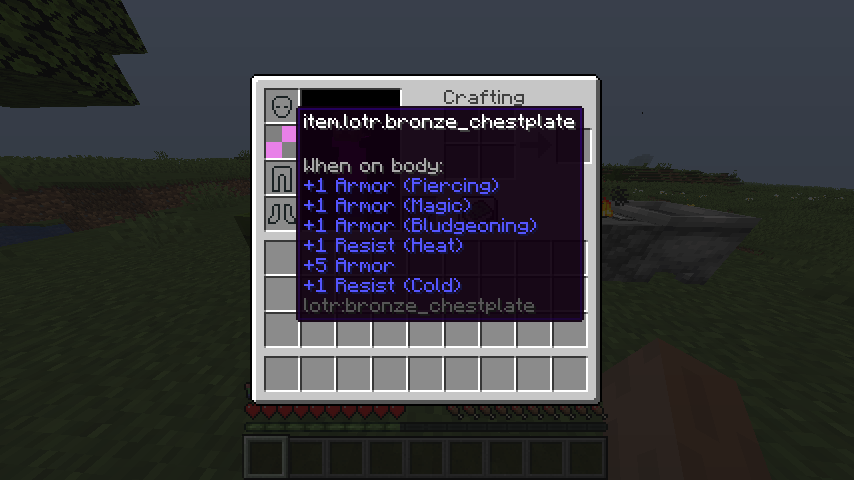 Crafting
item.lotr.bronze_chestplate
When on body:
+1 Armor (Piercing)
+1 Armor (Magic)
+1 Armor (Bludgeoning)
+1 Resist (Heat)
+5 Armor
+1 Resist (Cold)
lotr:bronze_chestplate